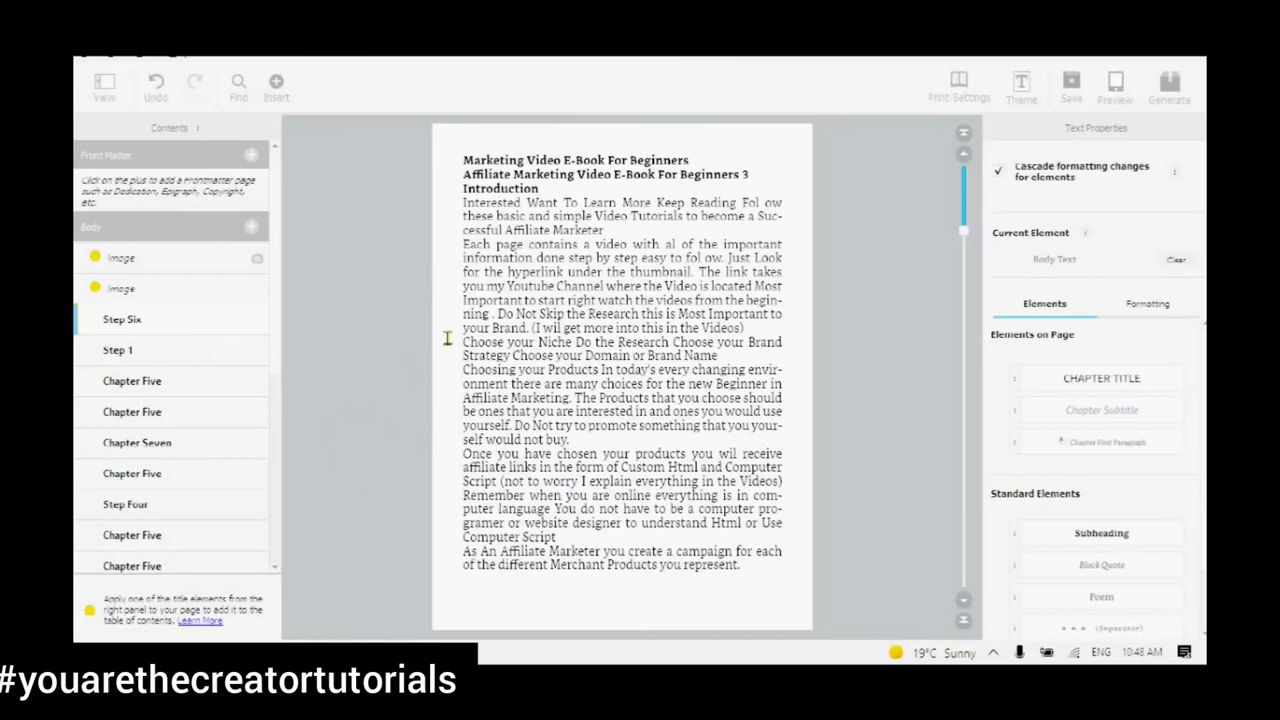 View
Undo
Find
Insert
Print Settings
Theme
Save
Preview
Generate
Contents
Text Properties
Front Matter
Click on the plus to add a Frontmatter page
such as Dedication, Epigraph, Copyright,
etc.
Body
Image
Image
Step Six
Step 1
Chapter Five
Chapter Five
Chapter Seven
Chapter Five
Step Four
Chapter Five
Chapter Five
Apply one of the title elements from the
right panel to your page to add it to the
table of contents. Learn More
Marketing Video E-Book For Beginners
Affiliate Marketing Video E-Book For Beginners 3
Introduction
Interested Want To Learn More Keep Reading Fol ow
these basic and simple Video Tutorials to become a Suc-
cessful Affiliate Marketer
Each page contains a video with al of the important
information done step by step easy to fol ow. Just Look
for the hyperlink under the thumbnail. The link takes
you my Youtube Channel where the Video is located Most
Important to start right watch the videos from the begin-
ning . Do Not Skip the Research this is Most Important to
your Brand. (I wil get more into this in the Videos)
Choose your Niche Do the Research Choose your Brand
Strategy Choose your Domain or Brand Name
Choosing your Products In today's every changing envir-
onment there are many choices for the new Beginner in
Affiliate Marketing. The Products that you choose should
be ones that you are interested in and ones you would use
yourself. Do Not try to promote something that you your-
self would not buy.
Once you have chosen your products you wil receive
affiliate links in the form of Custom Html and Computer
Script (not to worry I explain everything in the Videos)
Remember when you are online everything is in com-
puter language You do not have to be a computer pro-
gramer or website designer to understand Html or Use
Computer Script
As An Affiliate Marketer you create a campaign for each
of the different Merchant Products you represent.
Cascade formatting changes
for elements
Current Element
Body Text
Clear
Elements
Formatting
Elements on Page
CHAPTER TITLE
Chapter Subtitle
Chapter First Paragraph
Standard Elements
Subheading
Block Quote
Poem
(Separator)
19°C Sunny
ENG
10:48 AM
#youarethecreatortutorials